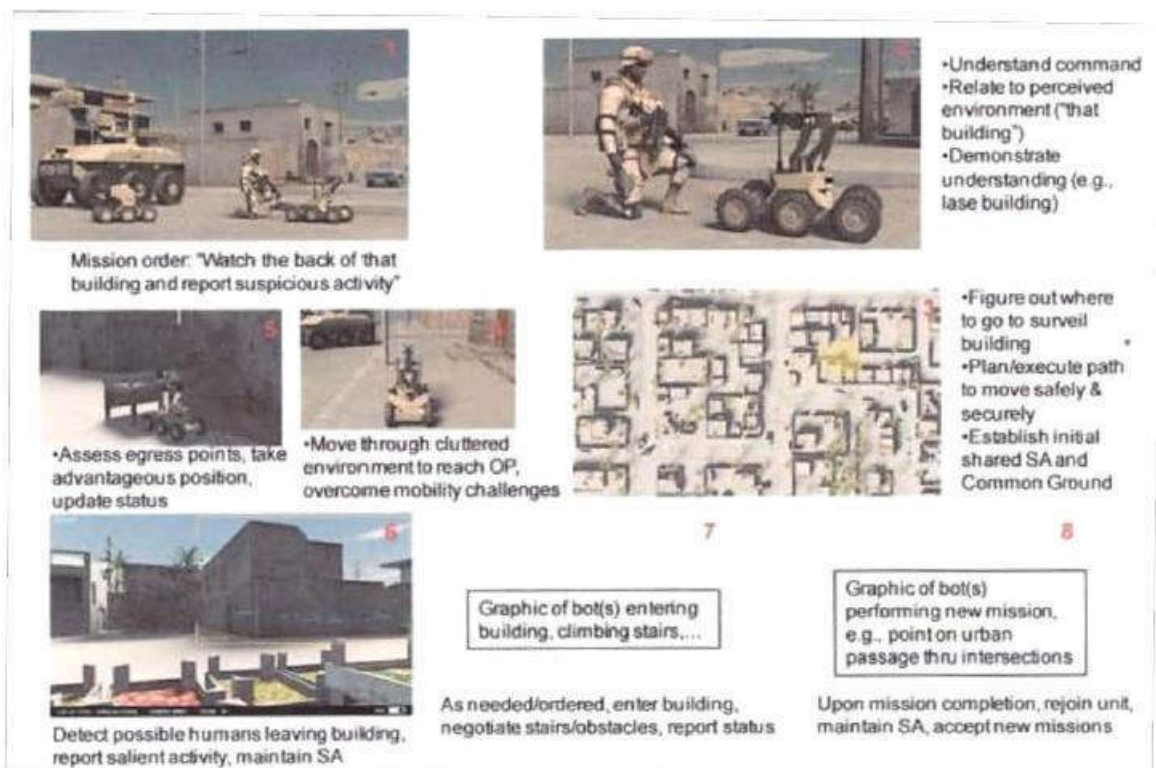 1
Mission order: "Watch the back of that
building and report suspicious activity"
2
•Understand command
•Relate to perceived
environment ("that
building")
•Demonstrate
understanding (e.g.,
lase building)
3
•Figure out where
to go to surveil
building
•Plan/execute path
to move safely &
securely
•Establish initial
shared SA and
Common Ground
4
•Move through cluttered
environment to reach OP,
overcome mobility challenges
5
•Assess egress points, take
advantageous position,
update status
6
Detect possible humans leaving building,
report salient activity, maintain SA
7
Graphic of bot(s) entering
building, climbing stairs,...
As needed/ordered, enter building,
negotiate stairs/obstacles, report status
8
Graphic of bot(s)
performing new mission,
e.g., point on urban
passage thru intersections
Upon mission completion, rejoin unit,
maintain SA, accept new missions